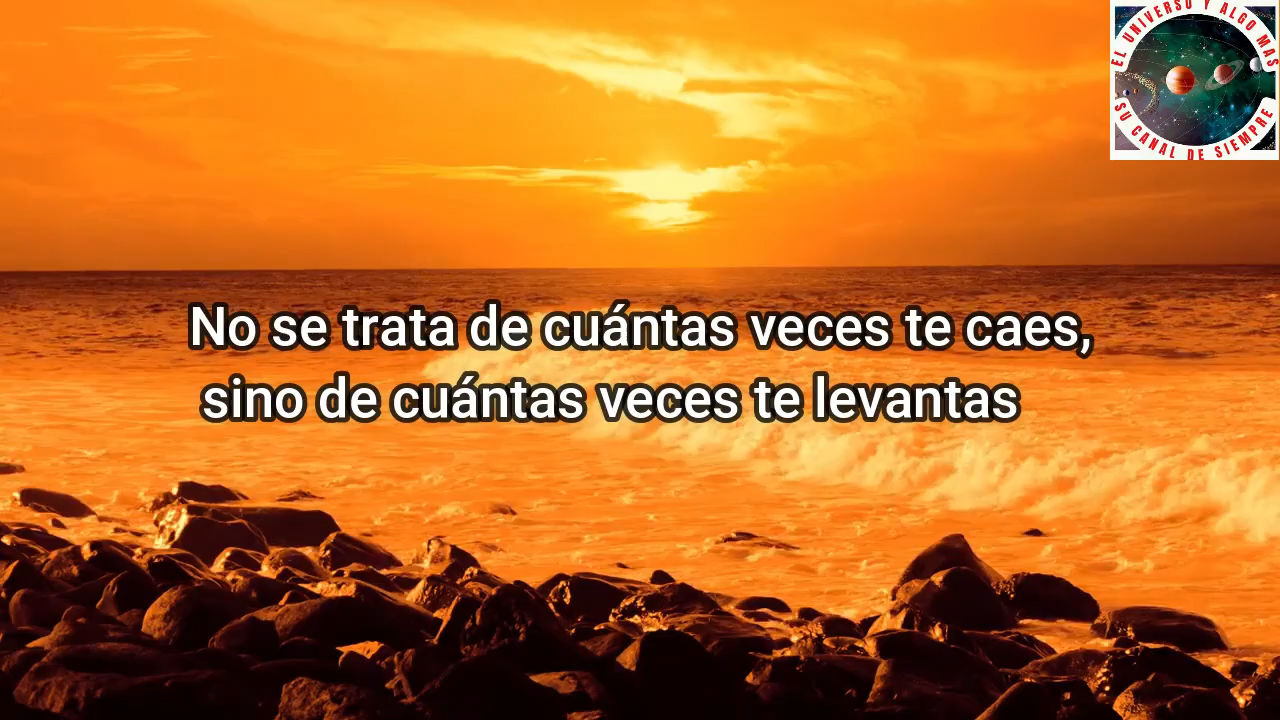 EL UNIVERSO Y ALGO MAS
SU CANAL DE SIEMPRE
No se trata de cuántas veces te caes,
sino de cuántas veces te levantas